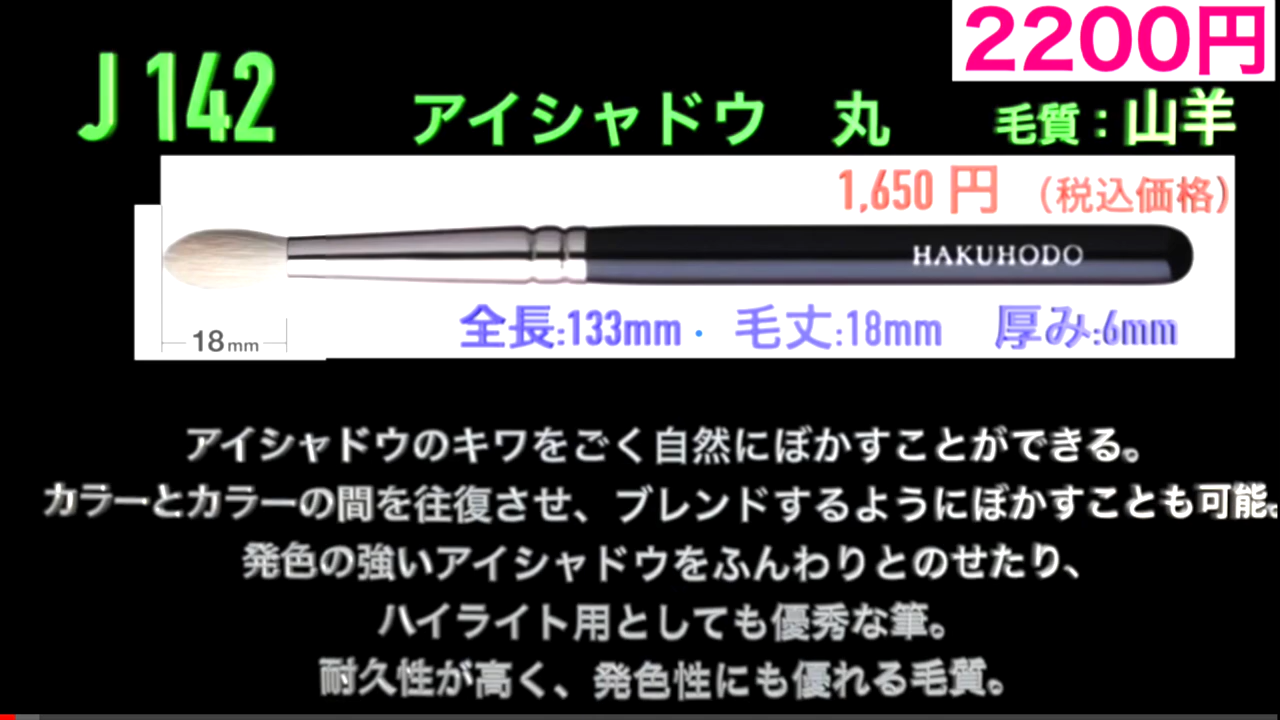 2200円
J 142 アイシャドウ 丸 毛質：山羊
1,650 円 （税込価格）
HAKUHODO
全長:133mm・ 毛丈:18mm 厚み:6mm
18mm
アイシャドウのキワをごく自然にぼかすことができる。
カラーとカラーの間を往復させ、ブレンドするようにぼかすことも可能。
発色の強いアイシャドウをふんわりとのせたり、
ハイライト用としても優秀な筆。
耐久性が高く、発色性にも優れる毛質。